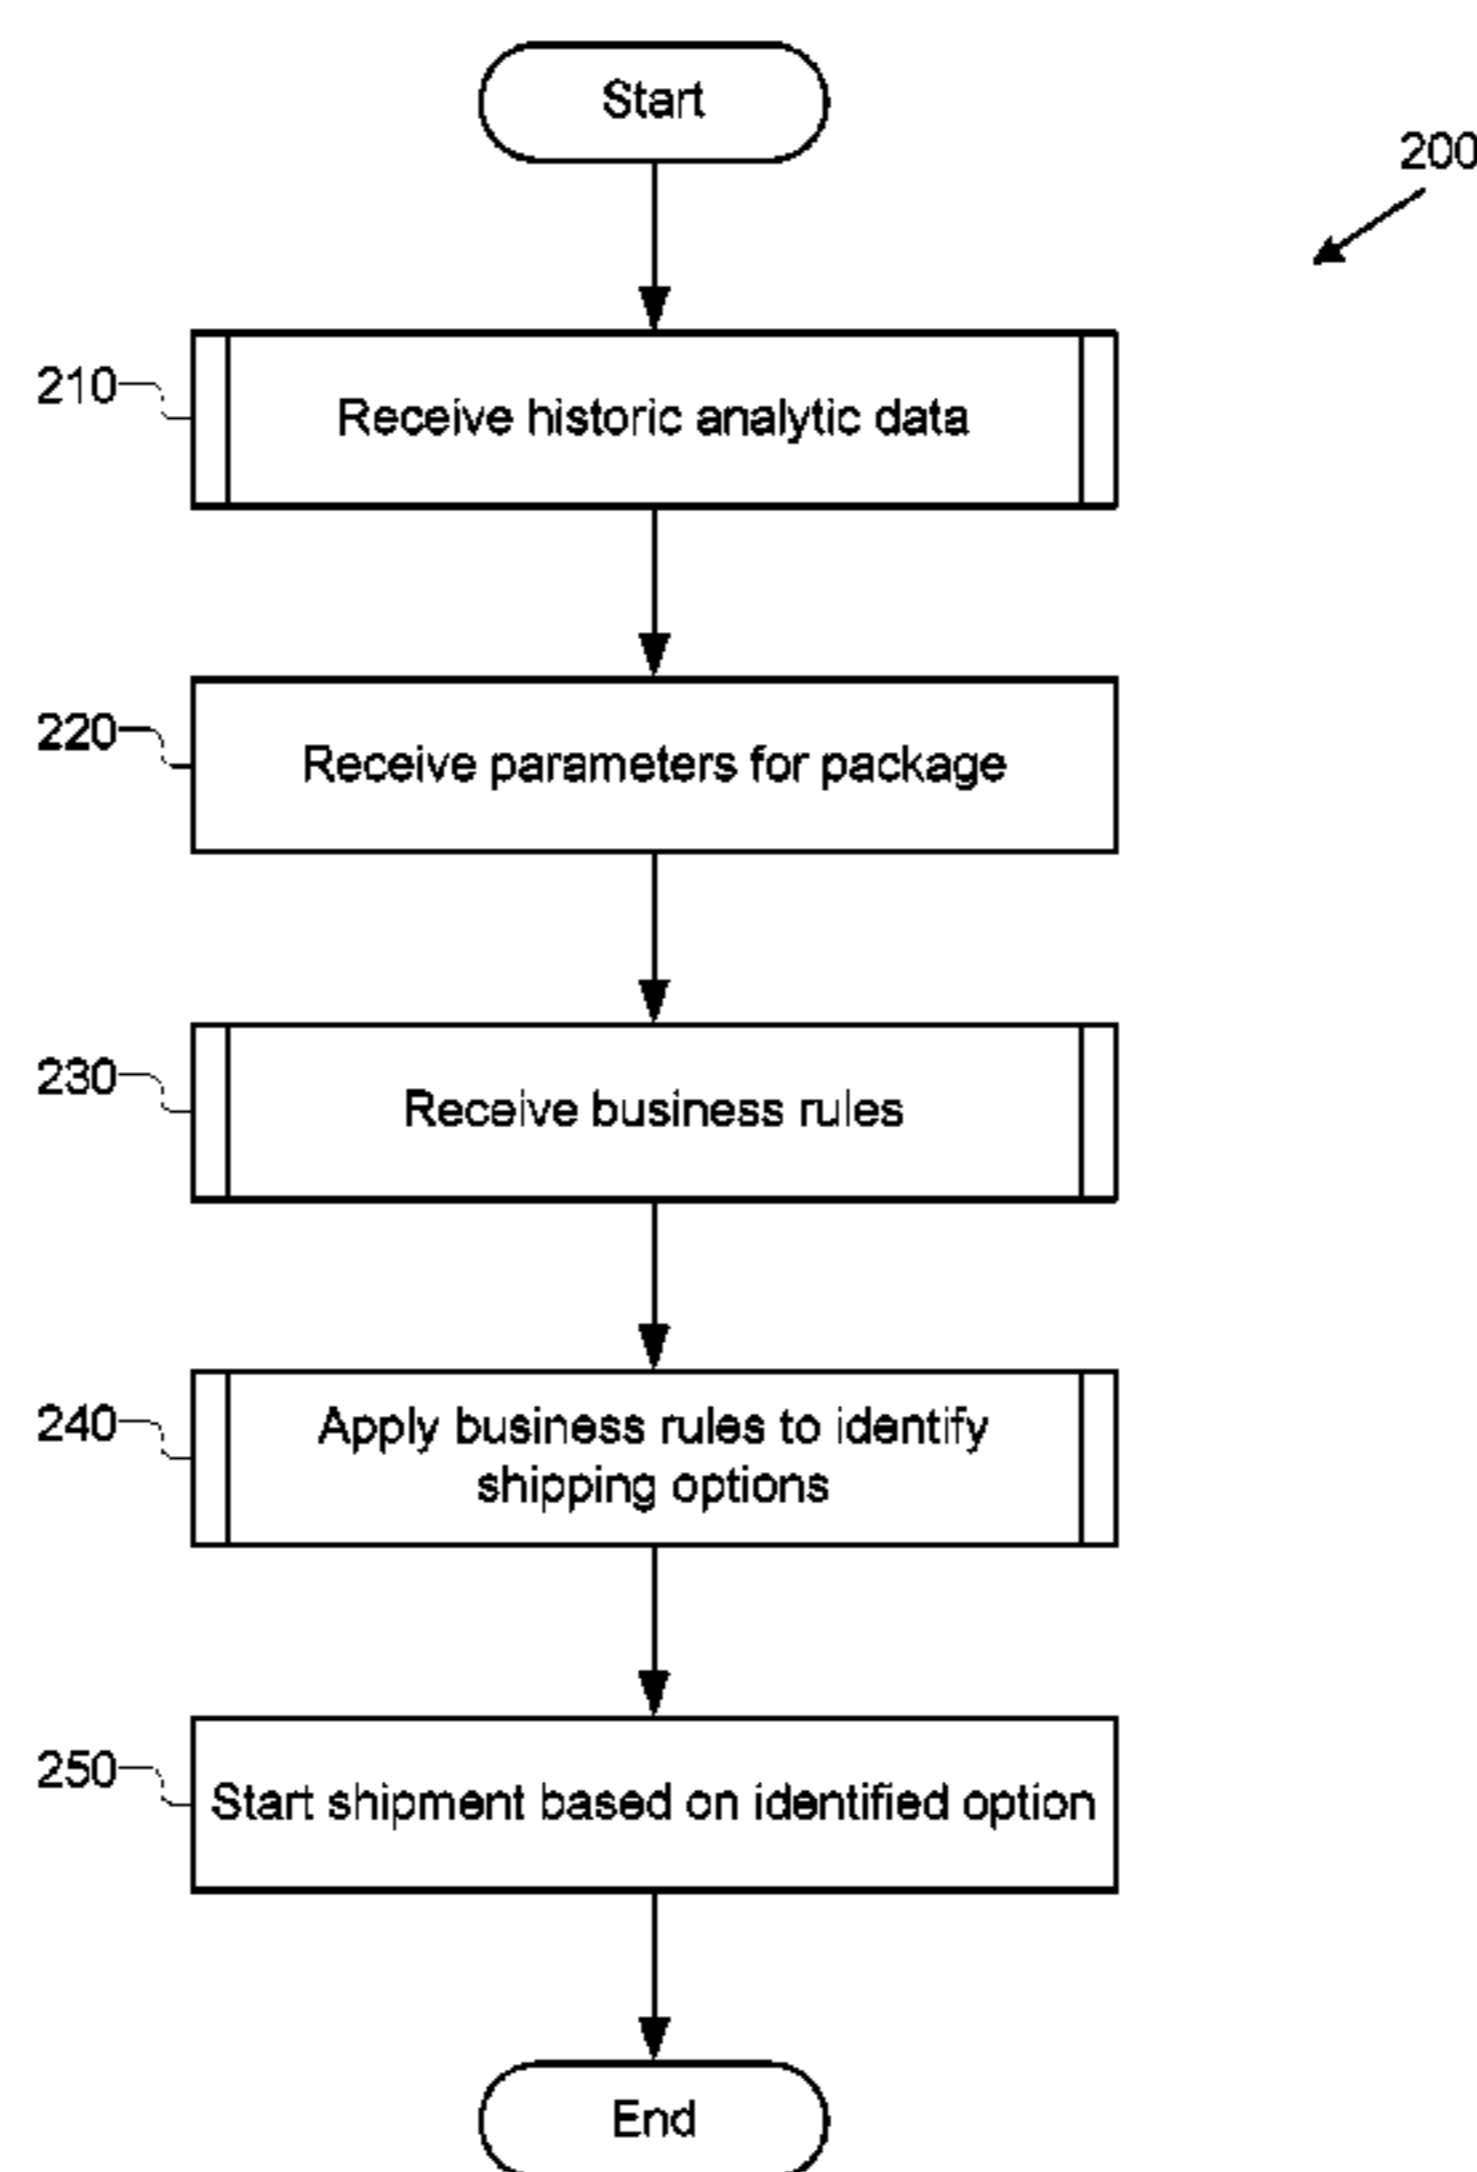 Start
200
210
Receive historic analytic data
220
Receive parameters for package
230
Receive business rules
240
Apply business rules to identify
shipping options
250
Start shipment based on identified option
End